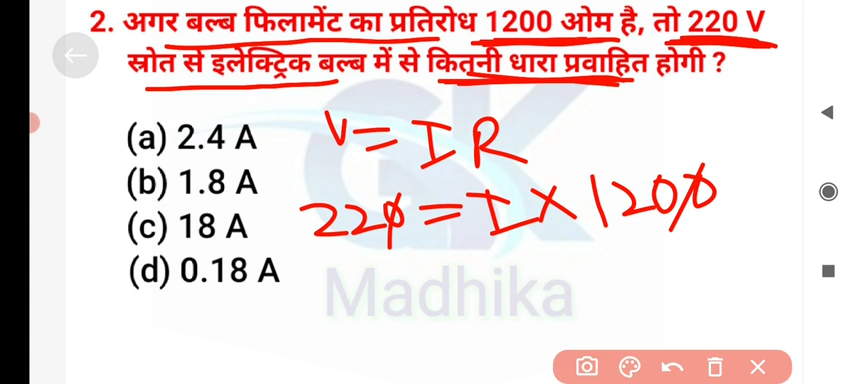 2. अगर बल्ब फिलामेंट का प्रतिरोध 1200 ओम है, तो 220 V
स्रोत से इलेक्ट्रिक बल्ब में से कितनी धारा प्रवाहित होगी ?
(a) 2.4 A
(b) 1.8 A
(c) 18 A
(d) 0.18 A
V = IR
220 = I × 1200
GK
Madhika